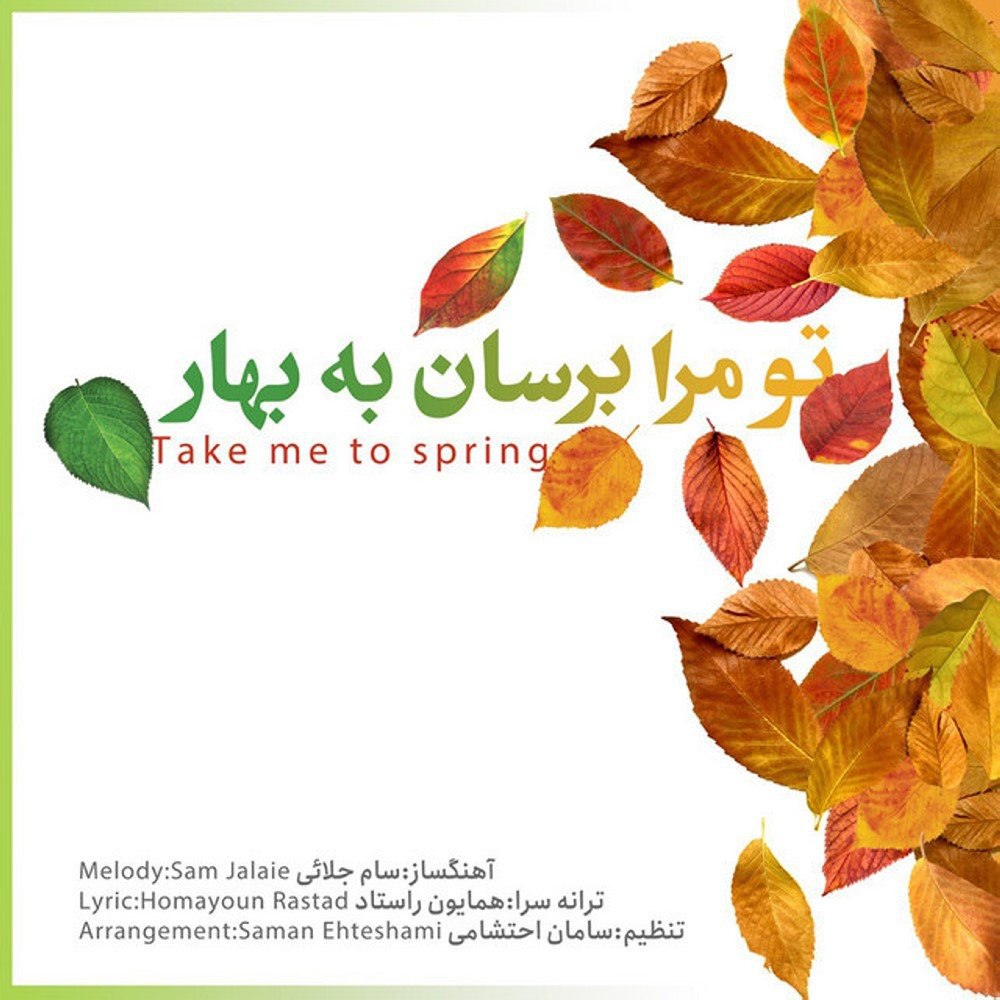 تو مرا برسان به بهار
Take me to spring
Melody:Sam Jalaie آهنگساز:سام جلائی
Lyric:Homayoun Rastad ترانه سرا:همایون راستاد
Arrangement:Saman Ehteshami تنظیم:سامان احتشامی